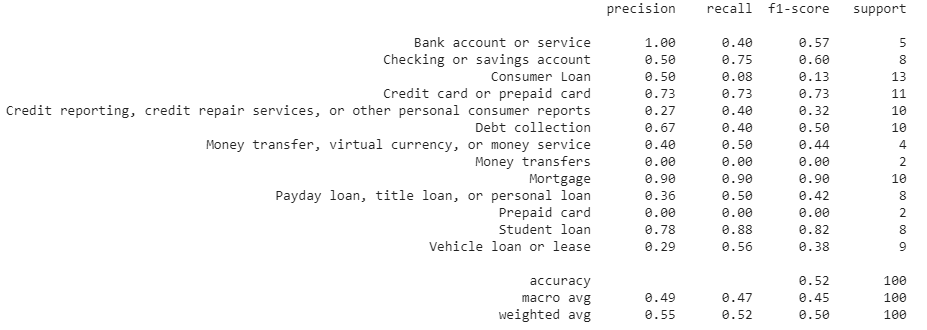 precision recall f1-score support
Bank account or service 1.00 0.40 0.57 5
Checking or savings account 0.50 0.75 0.60 8
Consumer Loan 0.50 0.08 0.13 13
Credit card or prepaid card 0.73 0.73 0.73 11
Credit reporting, credit repair services, or other personal consumer reports 0.27 0.40 0.32 10
Debt collection 0.67 0.40 0.50 10
Money transfer, virtual currency, or money service 0.40 0.50 0.44 4
Money transfers 0.00 0.00 0.00 2
Mortgage 0.90 0.90 0.90 10
Payday loan, title loan, or personal loan 0.36 0.50 0.42 8
Prepaid card 0.00 0.00 0.00 2
Student loan 0.78 0.88 0.82 8
Vehicle loan or lease 0.29 0.56 0.38 9
accuracy 0.52 100
macro avg 0.49 0.47 0.45 100
weighted avg 0.55 0.52 0.50 100